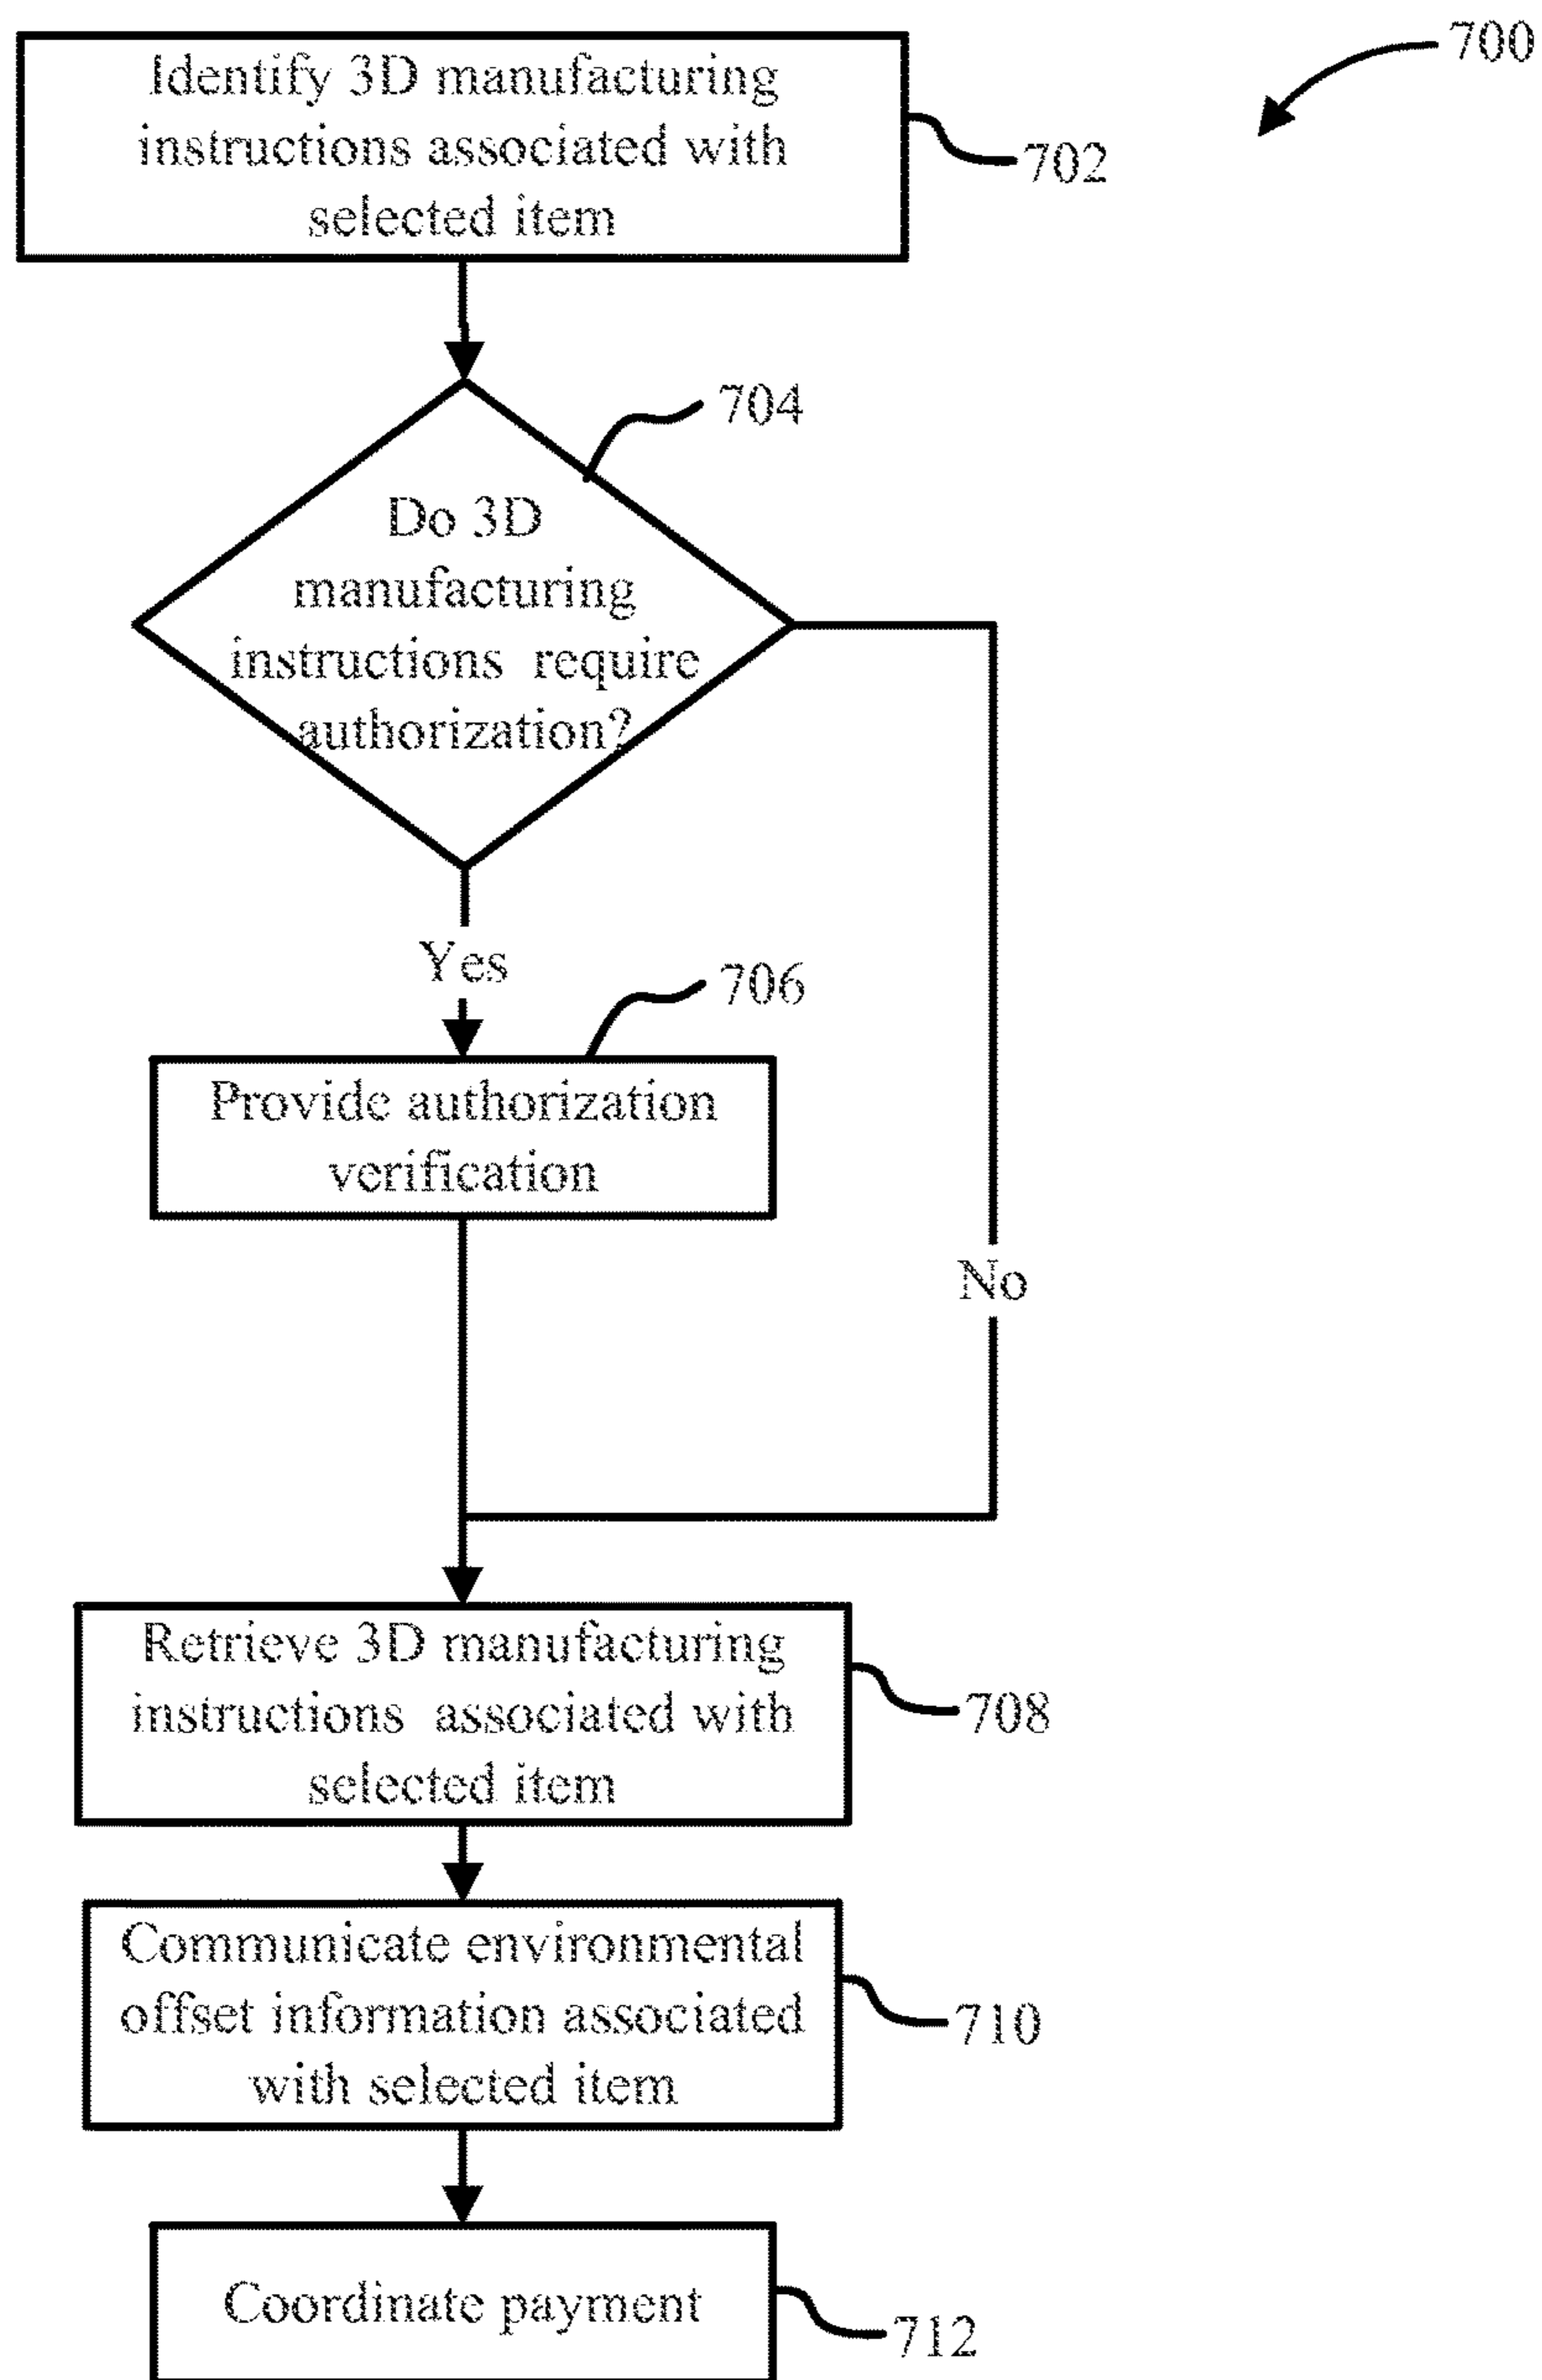 700
Identify 3D manufacturing
instructions associated with
selected item
702
704
Do 3D
manufacturing
instructions require
authorization?
Yes
706
Provide authorization
verification
No
Retrieve 3D manufacturing
instructions associated with
selected item
708
Communicate environmental
offset information associated
with selected item
710
Coordinate payment
712